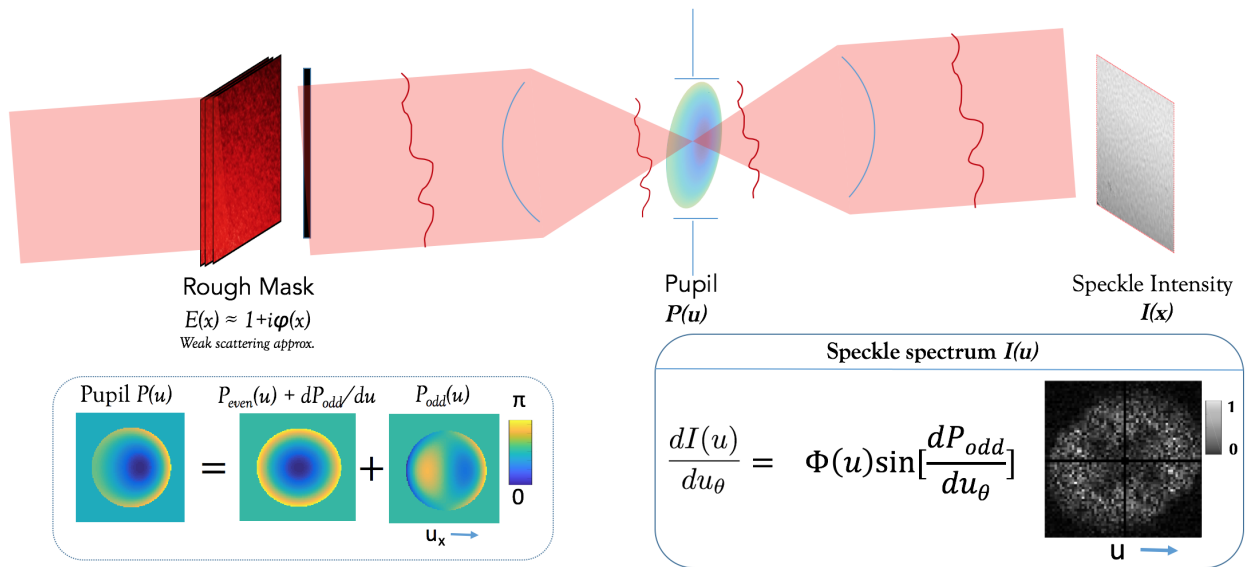 Rough Mask
E(x) ≈ 1+iφ(x)
Weak scattering approx.
Pupil
P(u)
Speckle Intensity
I(x)
Pupil P(u)
P_even(u) + dP_odd/du
P_odd(u)
π
=
+
0
u_x
Speckle spectrum I(u)
dI(u)/du_θ = Φ(u)sin[dP_odd/du_θ]
1
0
u